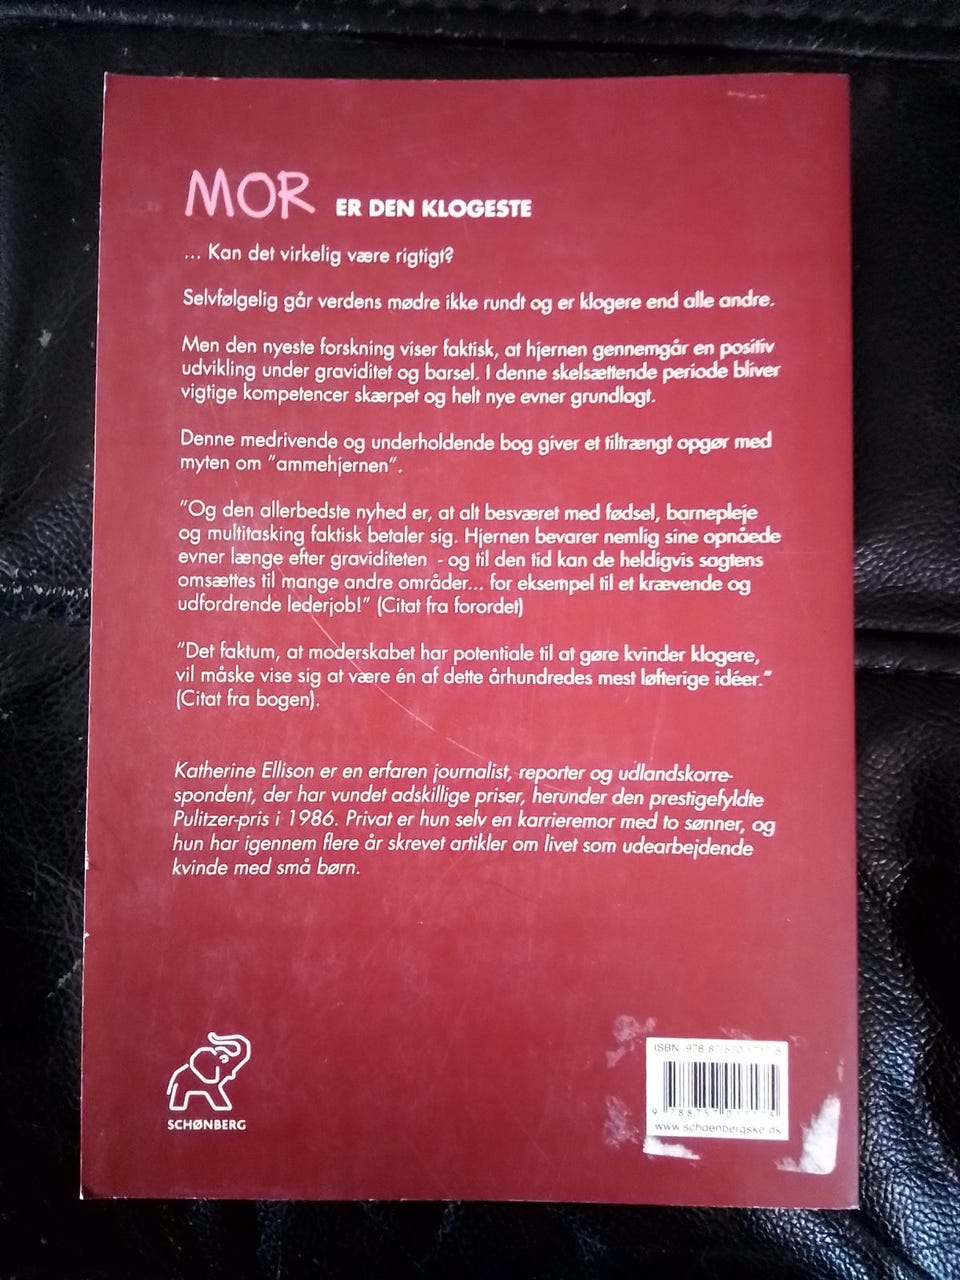 MOR ER DEN KLOGESTE
... Kan det virkelig være rigtigt?
Selvfølgelig går verdens mødre ikke rundt og er klogere end alle andre.
Men den nyeste forskning viser faktisk, at hjernen gennemgår en positiv
udvikling under graviditet og barsel. I denne skelsættende periode bliver
vigtige kompetencer skærpet og helt nye evner grundlagt.
Denne medrivende og underholdende bog giver et tiltrængt opgør med
myten om "ammehjernen".
"Og den allerbedste nyhed er, at alt besværet med fødsel, barnepleje
og multitasking faktisk betaler sig. Hjernen bevarer nemlig sine opnåede
evner længe efter graviditeten - og til den tid kan de heldigvis sagtens
omsættes til mange andre områder... for eksempel til et krævende og
udfordrende lederjob!" (Citat fra forordet)
"Det faktum, at moderskabet har potentiale til at gøre kvinder klogere,
vil måske vise sig at være én af dette århundredes mest løfterige idéer."
(Citat fra bogen).
Katherine Ellison er en erfaren journalist, reporter og udlandskorre-
spondent, der har vundet adskillige priser, herunder den prestigefyldte
Pulitzer-pris i 1986. Privat er hun selv en karrieremor med to sønner, og
hun har igennem flere år skrevet artikler om livet som udearbejdende
kvinde med små børn.
SCHØNBERG
ISBN 978-87-570-1717-5
9 788757 017175
www.schoenbergske.dk